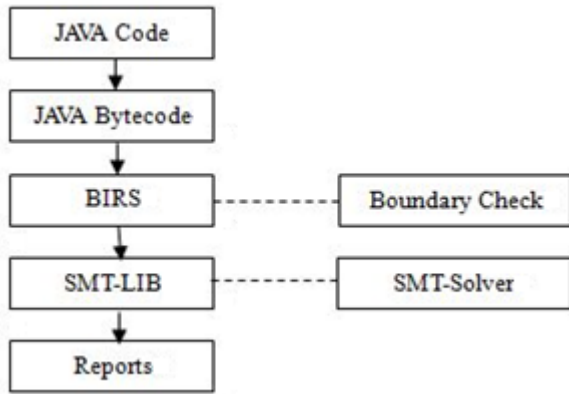 JAVA Code
JAVA Bytecode
BIRS
Boundary Check
SMT-LIB
SMT-Solver
Reports